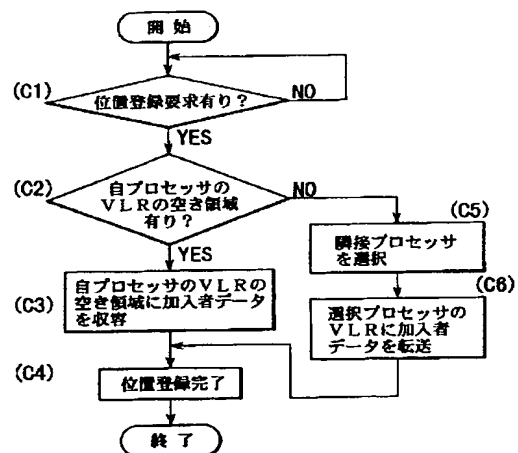 開始
(C1)
位置登録要求有り?
NO
YES
(C2)
自プロセッサの
VLRの空き領域
有り?
NO
YES
(C5)
隣接プロセッサ
を選択
(C3)
自プロセッサのVLRの
空き領域に加入者データ
を収容
(C6)
選択プロセッサの
VLRに加入者
データを転送
(C4)
位置登録完了
終了